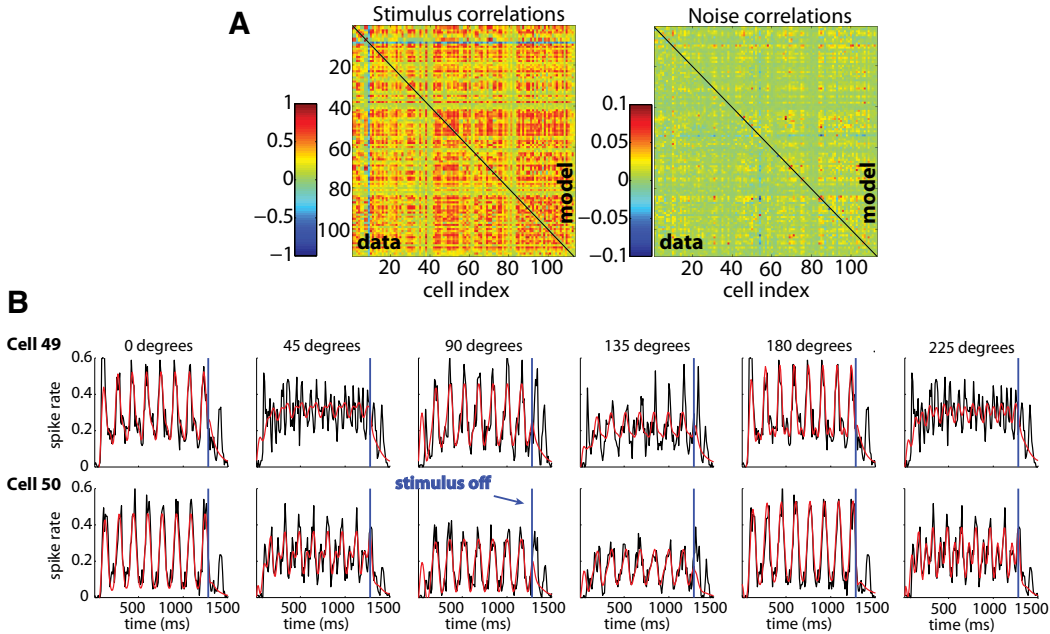 A
Stimulus correlations
Noise correlations
20
40
60
80
100
1
0.5
0
−0.5
−1
0.1
0.05
0
−0.05
−0.1
data
model
data
model
20 40 60 80 100
20 40 60 80 100
cell index
cell index
B
Cell 49
0 degrees
45 degrees
90 degrees
135 degrees
180 degrees
225 degrees
0.6
0.4
0.2
0
spike rate
Cell 50
stimulus off
0.6
0.4
0.2
0
spike rate
500 1000 1500
500 1000 1500
500 1000 1500
500 1000 1500
500 1000 1500
500 1000 1500
time (ms)
time (ms)
time (ms)
time (ms)
time (ms)
time (ms)